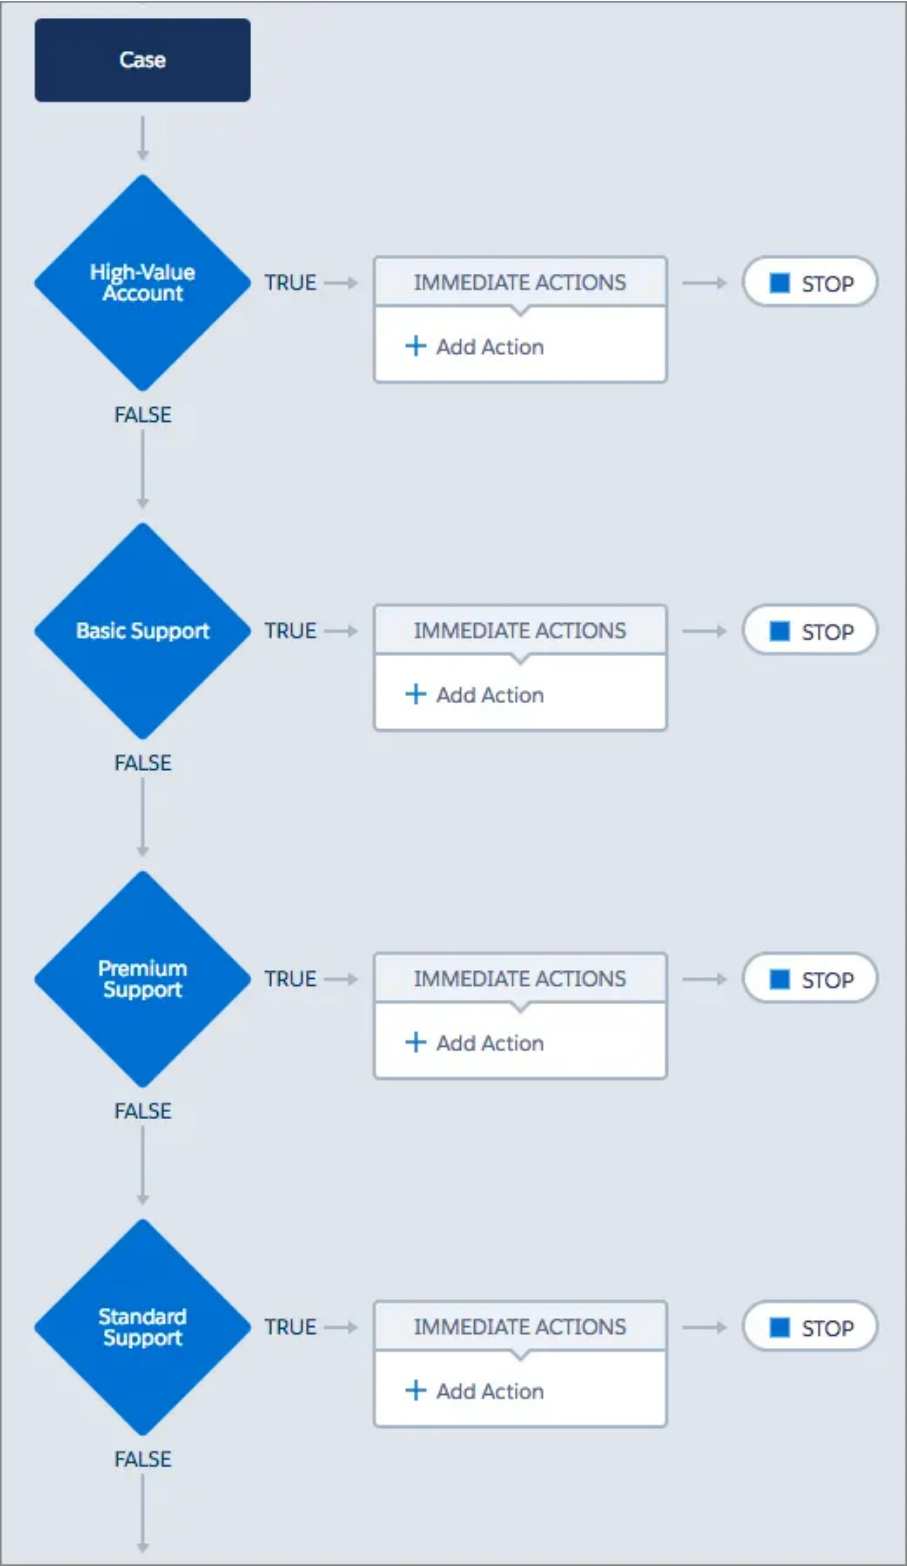 Case
High-Value
Account
TRUE
IMMEDIATE ACTIONS
STOP
+ Add Action
FALSE
Basic Support
TRUE
IMMEDIATE ACTIONS
STOP
+ Add Action
FALSE
Premium
Support
TRUE
IMMEDIATE ACTIONS
STOP
+ Add Action
FALSE
Standard
Support
TRUE
IMMEDIATE ACTIONS
STOP
+ Add Action
FALSE